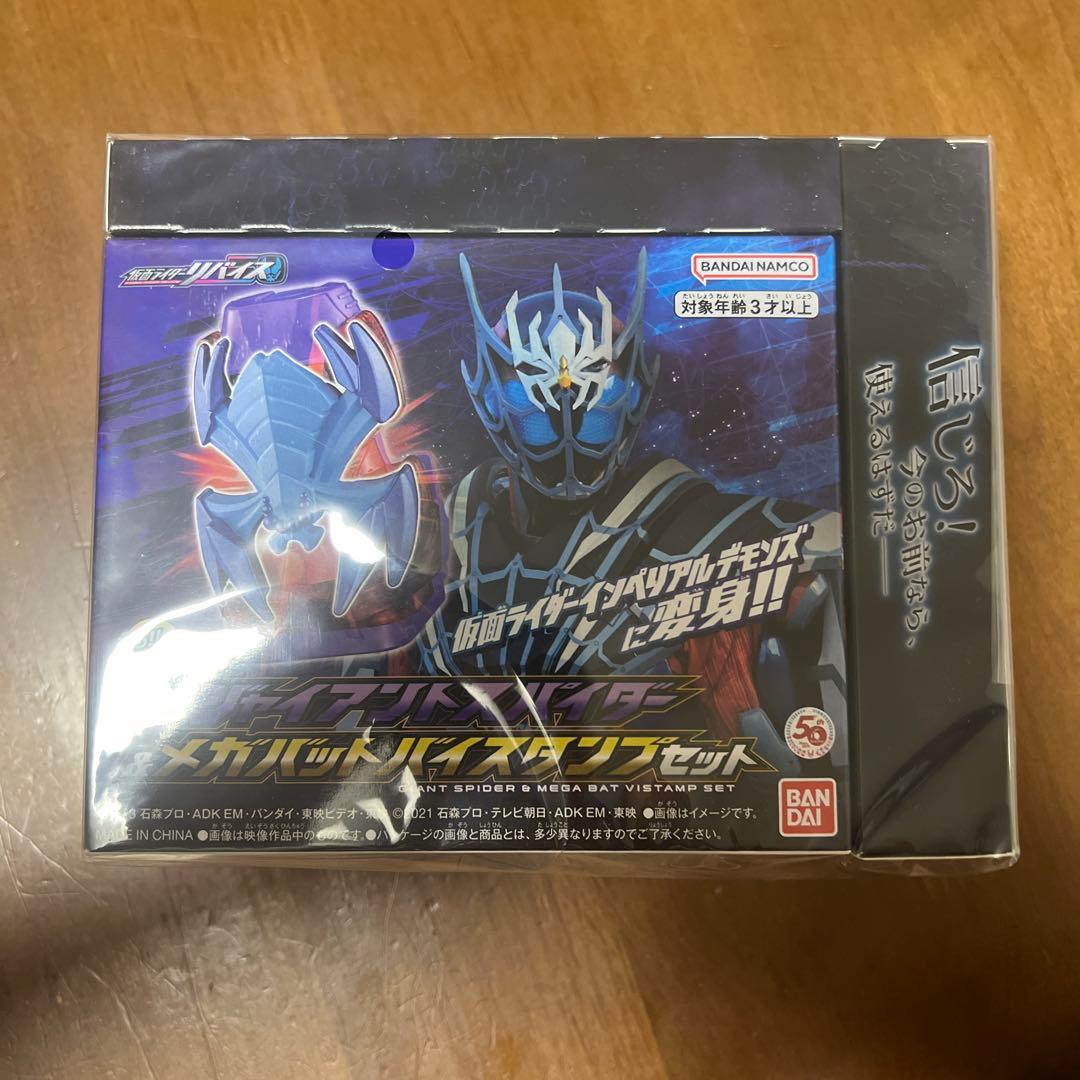 仮面ライダーリバイス
BANDAI NAMCO
対象年齢3才以上
信じろ!
今のお前なら、
使えるはずだ――
仮面ライダーインペリアルデモンズ
に変身!!
ジャイアントスパイダー
&メガバットバイスタンプセット
GIANT SPIDER & MEGA BAT VISTAMP SET
50
石森プロ・ADK EM・バンダイ・東映ビデオ・東映 ©2021 石森プロ・テレビ朝日・ADK EM・東映 ●画像はイメージです。
MADE IN CHINA ●画像は映像作品中のものです。●パッケージの画像と商品とは、多少異なりますのでご了承ください。
BAN
DAI